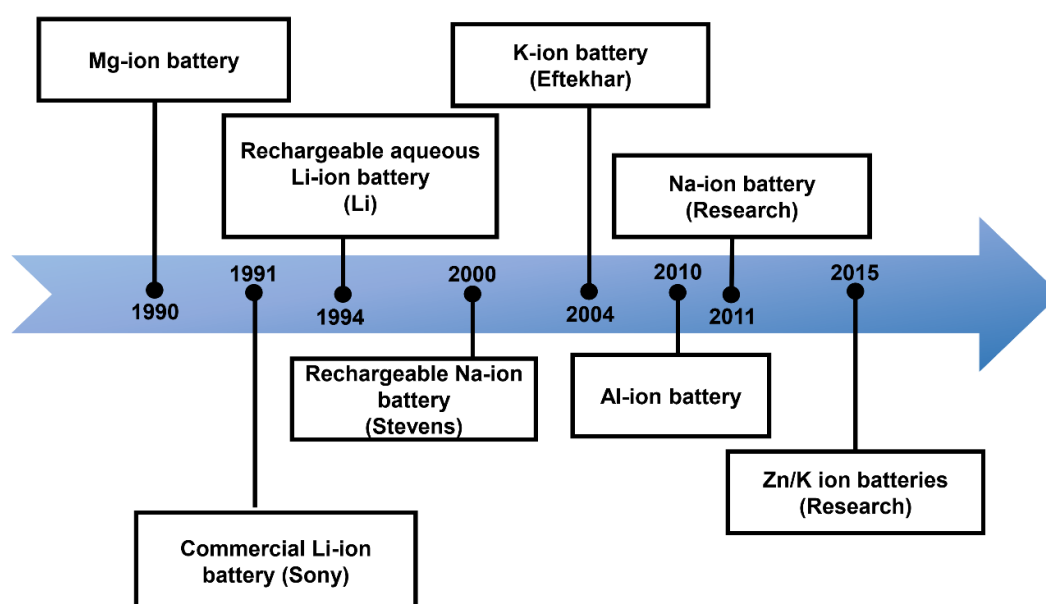 Mg-ion battery
K-ion battery
(Eftekhar)
Rechargeable aqueous
Li-ion battery
(Li)
Na-ion battery
(Research)
1990
1991
1994
2000
2004
2010
2011
2015
Rechargeable Na-ion
battery
(Stevens)
Al-ion battery
Zn/K ion batteries
(Research)
Commercial Li-ion
battery (Sony)